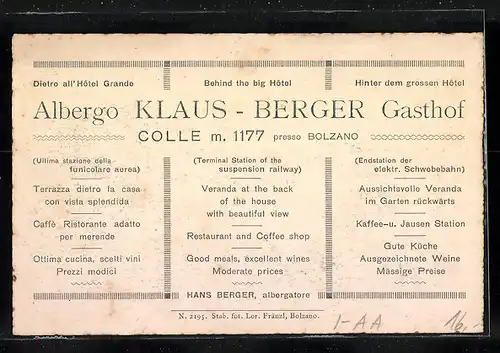 Dietro all'Hôtel Grande
Behind the big Hôtel
Hinter dem grossen Hôtel
Albergo KLAUS - BERGER Gasthof
COLLE m. 1177 presso BOLZANO
(Ultima stazione della
funicolare aerea)
Terrazza dietro la casa
con vista splendida
Caffè Ristorante adatto
per merende
Ottima cucina, scelti vini
Prezzi modici
(Terminal Station of the
suspension railway)
Veranda at the back
of the house
with beautiful view
Restaurant and Coffee shop
Good meals, excellent wines
Moderate prices
(Endstation der
elektr. Schwobebahn)
Aussichtsvolle Veranda
im Garten rückwärts
Kaffee-u. Jausen Station
Gute Küche
Ausgezeichnete Weine
Mässige Preise
HANS BERGER, albergatore
N. 2195. Stab. fot. Lor. Fränzl, Bolzano.
I-AA
16,-